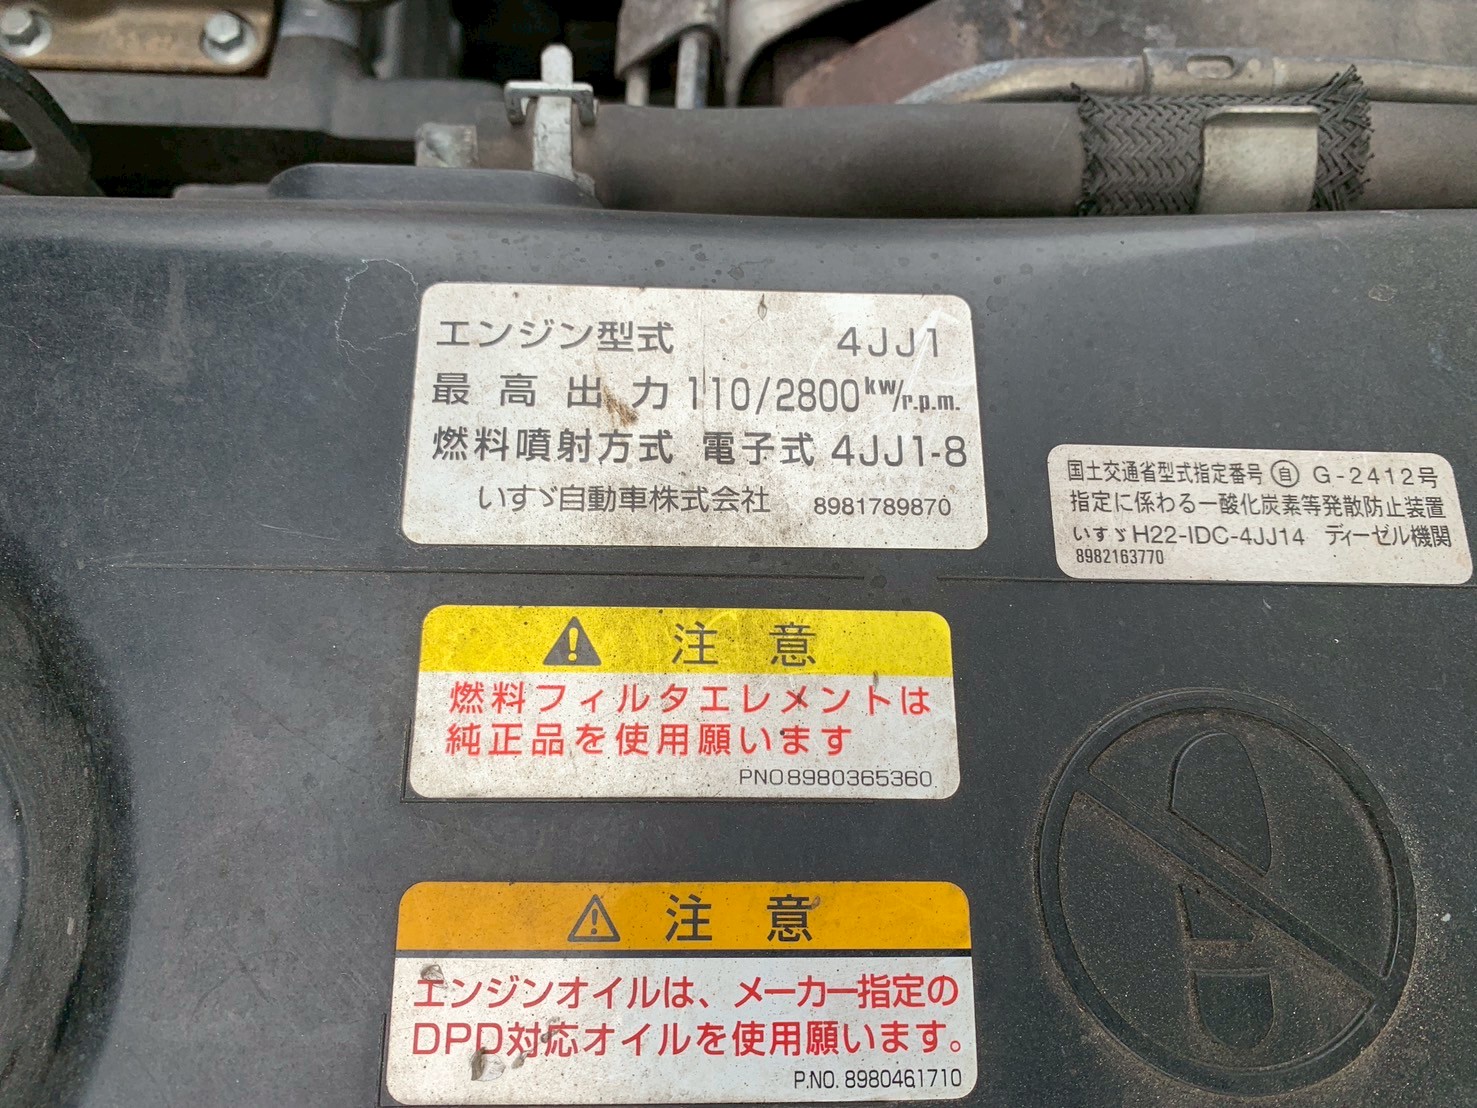 エンジン型式 4JJ1
最高出力 110/2800kW/r.p.m.
燃料噴射方式 電子式 4JJ1-8
いすゞ自動車株式会社 8981789870
国土交通省型式指定番号 自 G-2412号
指定に係わる一酸化炭素等発散防止装置
いすゞH22-IDC-4JJ14 ディーゼル機関
8982163770
注意
燃料フィルタエレメントは
純正品を使用願います
PNO8980365360
注意
エンジンオイルは、メーカー指定の
DPD対応オイルを使用願います。
P.NO. 8980461710